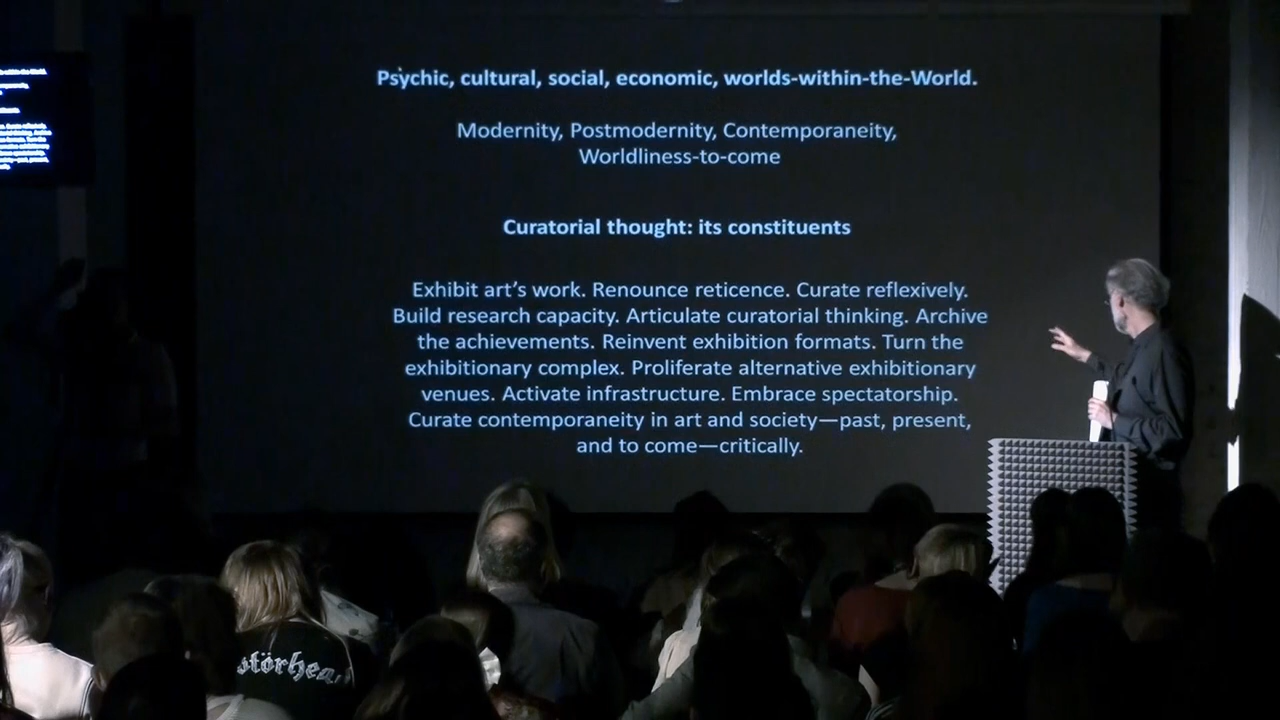 Psychic, cultural, social, economic, worlds-within-the-World.
Modernity, Postmodernity, Contemporaneity,
Worldliness-to-come
Curatorial thought: its constituents
Exhibit art’s work. Renounce reticence. Curate reflexively.
Build research capacity. Articulate curatorial thinking. Archive
the achievements. Reinvent exhibition formats. Turn the
exhibitionary complex. Proliferate alternative exhibitionary
venues. Activate infrastructure. Embrace spectatorship.
Curate contemporaneity in art and society—past, present,
and to come—critically.